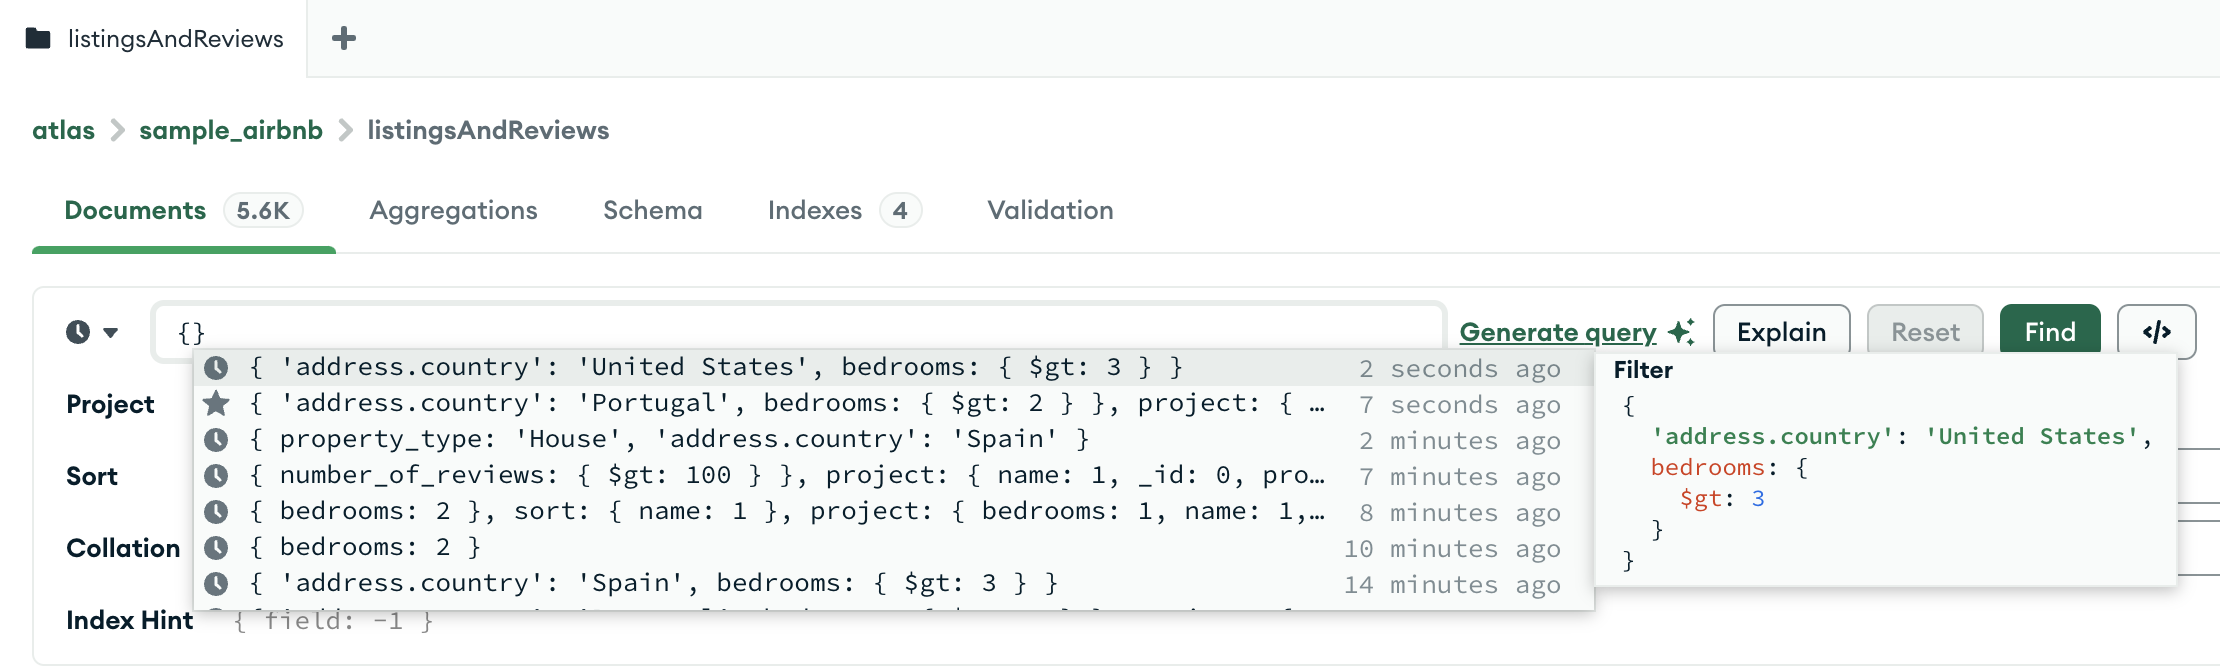 listingsAndReviews
atlas sample_airbnb listingsAndReviews
Documents 5.6K Aggregations Schema Indexes 4 Validation
{}
Generate query Explain Reset Find </>
{ 'address.country': 'United States', bedrooms: { $gt: 3 } } 2 seconds ago
{ 'address.country': 'Portugal', bedrooms: { $gt: 2 } }, project: { … 7 seconds ago
{ property_type: 'House', 'address.country': 'Spain' } 2 minutes ago
{ number_of_reviews: { $gt: 100 } }, project: { name: 1, _id: 0, pro… 7 minutes ago
{ bedrooms: 2 }, sort: { name: 1 }, project: { bedrooms: 1, name: 1,… 8 minutes ago
{ bedrooms: 2 } 10 minutes ago
{ 'address.country': 'Spain', bedrooms: { $gt: 3 } } 14 minutes ago
Filter
{
'address.country': 'United States',
bedrooms: {
$gt: 3
}
}
Project
Sort
Collation
Index Hint { field: -1 }